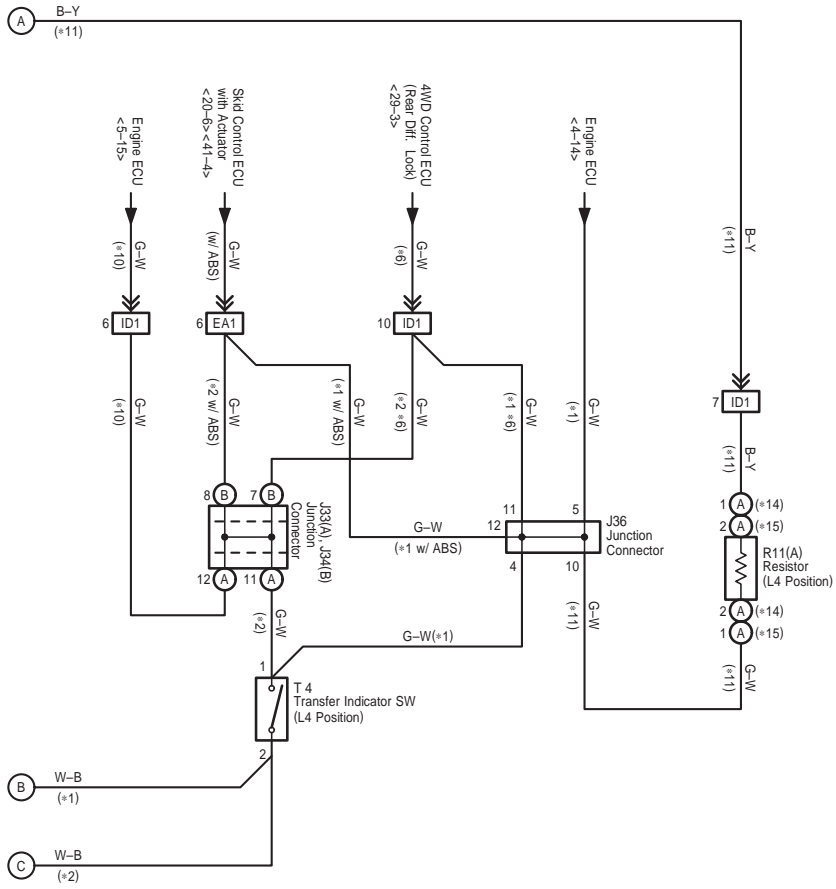 A
B–Y
(*11)
Engine ECU
<5–15>
Skid Control ECU
with Actuator
<20–6><41–4>
4WD Control ECU
(Rear Diff. Lock)
<29–3>
Engine ECU
<4–14>
G–W
(*10)
G–W
(w/ ABS)
G–W
(*6)
B–Y
(*11)
6 ID1
6 EA1
10 ID1
7 ID1
G–W
(*10)
G–W
(*2 w/ ABS)
G–W
(*1 w/ ABS)
G–W
(*2 *6)
G–W
(*1 *6)
G–W
(*1)
B–Y
(*11)
8 B
7 B
J33(A), J34(B)
Junction
Connector
12 A
11 A
11
5
12
4
10
J36
Junction
Connector
G–W
(*1 w/ ABS)
1 A (*14)
2 A (*15)
R11(A)
Resistor
(L4 Position)
2 A (*14)
1 A (*15)
G–W
(*2)
G–W(*1)
G–W
(*11)
G–W
(*11)
1
T 4
Transfer Indicator SW
(L4 Position)
2
B
W–B
(*1)
C
W–B
(*2)